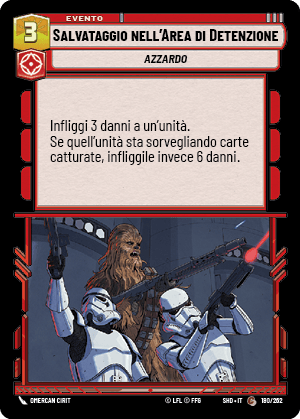 EVENTO
3
Salvataggio nell'Area di Detenzione
AZZARDO
Infliggi 3 danni a un'unità.
Se quell'unità sta sorvegliando carte
catturate, infliggile invece 6 danni.
OMERCAN CIRIT
© LFL © FFG
SHD • IT
180/262